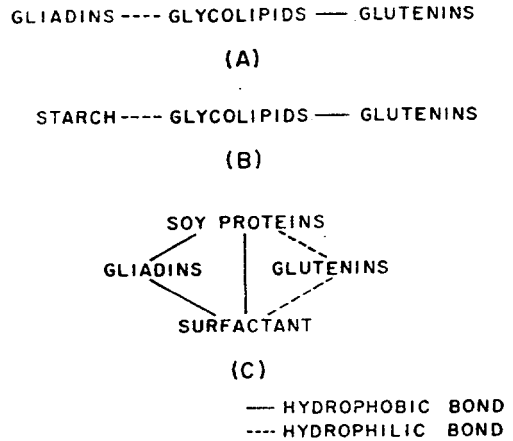 GLIADINS ---- GLYCOLIPIDS — GLUTENINS
(A)
STARCH ---- GLYCOLIPIDS — GLUTENINS
(B)
SOY PROTEINS
GLIADINS GLUTENINS
SURFACTANT
(C)
— HYDROPHOBIC BOND
---- HYDROPHILIC BOND